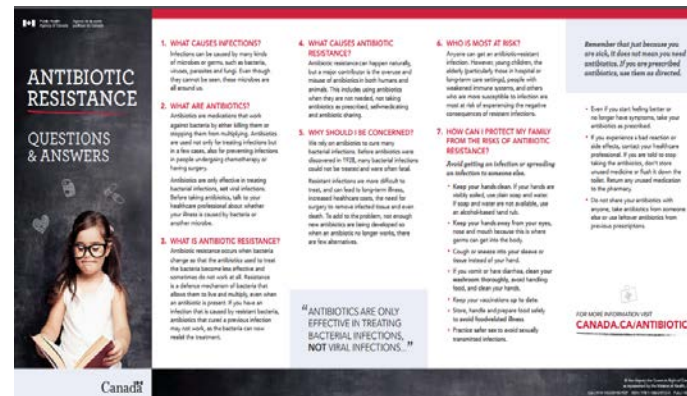 Public Health
Agency of Canada
Agence de la santé
publique du Canada
ANTIBIOTIC
RESISTANCE
QUESTIONS
& ANSWERS
Canada
1. WHAT CAUSES INFECTIONS?
Infections can be caused by many kinds
of microbes or germs, such as bacteria,
viruses, parasites and fungi. Even though
they cannot be seen, these microbes are
all around us.
2. WHAT ARE ANTIBIOTICS?
Antibiotics are medications that work
against bacteria by either killing them or
stopping them from multiplying. Antibiotics
are used not only for treating infections but
in a few cases, also for preventing infections
in people undergoing chemotherapy or
having surgery.
Antibiotics are only effective in treating
bacterial infections, not viral infections.
Before taking antibiotics, talk to your
healthcare professional about whether
your illness is caused by bacteria or
another microbe.
3. WHAT IS ANTIBIOTIC RESISTANCE?
Antibiotic resistance occurs when bacteria
change so that the antibiotics used to treat
the bacteria become less effective and
sometimes do not work at all. Resistance
is a defence mechanism of bacteria that
allows them to live and multiply, even when
an antibiotic is present. If you have an
infection that is caused by resistant bacteria,
antibiotics that cured a previous infection
may not work, as the bacteria can now
resist the treatment.
4. WHAT CAUSES ANTIBIOTIC
RESISTANCE?
Antibiotic resistance can happen naturally,
but a major contributor is the overuse and
misuse of antibiotics in both humans and
animals. This includes using antibiotics
when they are not needed, not taking
antibiotics as prescribed, self-medicating
and antibiotic sharing.
5. WHY SHOULD I BE CONCERNED?
We rely on antibiotics to cure many
bacterial infections. Before antibiotics were
discovered in 1928, many bacterial infections
could not be treated and were often fatal.
Resistant infections are more difficult to
treat, and can lead to long-term illness,
increased healthcare costs, the need for
surgery to remove infected tissue and even
death. To add to the problem, not enough
new antibiotics are being developed so
when an antibiotic no longer works, there
are few alternatives.
"ANTIBIOTICS ARE ONLY
EFFECTIVE IN TREATING
BACTERIAL INFECTIONS,
NOT VIRAL INFECTIONS..."
6. WHO IS MOST AT RISK?
Anyone can get an antibiotic-resistant
infection. However, young children, the
elderly (particularly those in hospital or
long-term care settings), people with
weakened immune systems, and others
who are more susceptible to infection are
most at risk of experiencing the negative
consequences of resistant infections.
7. HOW CAN I PROTECT MY FAMILY
FROM THE RISKS OF ANTIBIOTIC
RESISTANCE?
Avoid getting an infection or spreading
an infection to someone else.
• Keep your hands clean. If your hands are
visibly soiled, use plain soap and water.
If soap and water are not available, use
an alcohol-based hand rub.
• Keep your hands away from your eyes,
nose and mouth because this is where
germs can get into the body.
• Cough or sneeze into your sleeve or
tissue instead of your hand.
• If you vomit or have diarrhea, clean your
washroom thoroughly, avoid handling
food, and clean your hands.
• Keep your vaccinations up to date.
• Store, handle and prepare food safely
to avoid food-related illness.
• Practice safer sex to avoid sexually
transmitted infections.
Remember that just because you
are sick, it does not mean you need
antibiotics. If you are prescribed
antibiotics, use them as directed.
• Even if you start feeling better or
no longer have symptoms, take your
antibiotics as prescribed.
• If you experience a bad reaction or
side effects, contact your healthcare
professional. If you are told to stop
taking the antibiotics, don't store
unused medicine or flush it down the
toilet. Return any unused medication
to the pharmacy.
• Do not share your antibiotics with
anyone, take antibiotics from someone
else or use leftover antibiotics from
previous prescriptions.
FOR MORE INFORMATION VISIT
CANADA.CA/ANTIBIOTIC